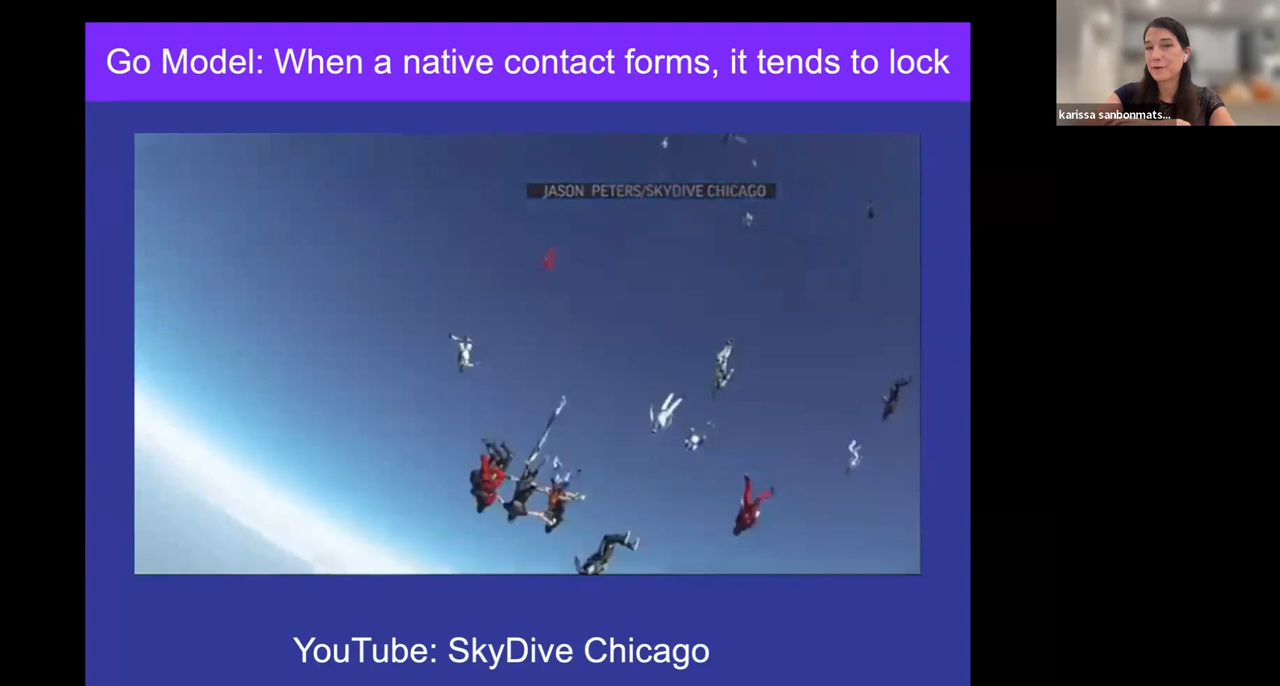 Go Model: When a native contact forms, it tends to lock
karissa sanbonmats...
JASON PETERS/SKYDIVE CHICAGO
YouTube: SkyDive Chicago